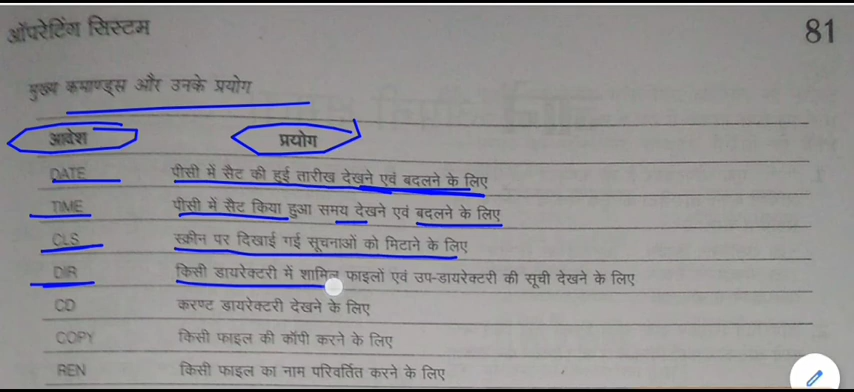 ऑपरेटिंग सिस्टम 81
मुख्य कमाण्ड्स और उनके प्रयोग
आदेश प्रयोग
DATE पीसी में सैट की हुई तारीख देखने एवं बदलने के लिए
TIME पीसी में सैट किया हुआ समय देखने एवं बदलने के लिए
CLS स्क्रीन पर दिखाई गई सूचनाओं को मिटाने के लिए
DIR किसी डायरेक्टरी में शामिल फाइलों एवं उप-डायरेक्टरी की सूची देखने के लिए
CD करण्ट डायरेक्टरी देखने के लिए
COPY किसी फाइल की कॉपी करने के लिए
REN किसी फाइल का नाम परिवर्तित करने के लिए